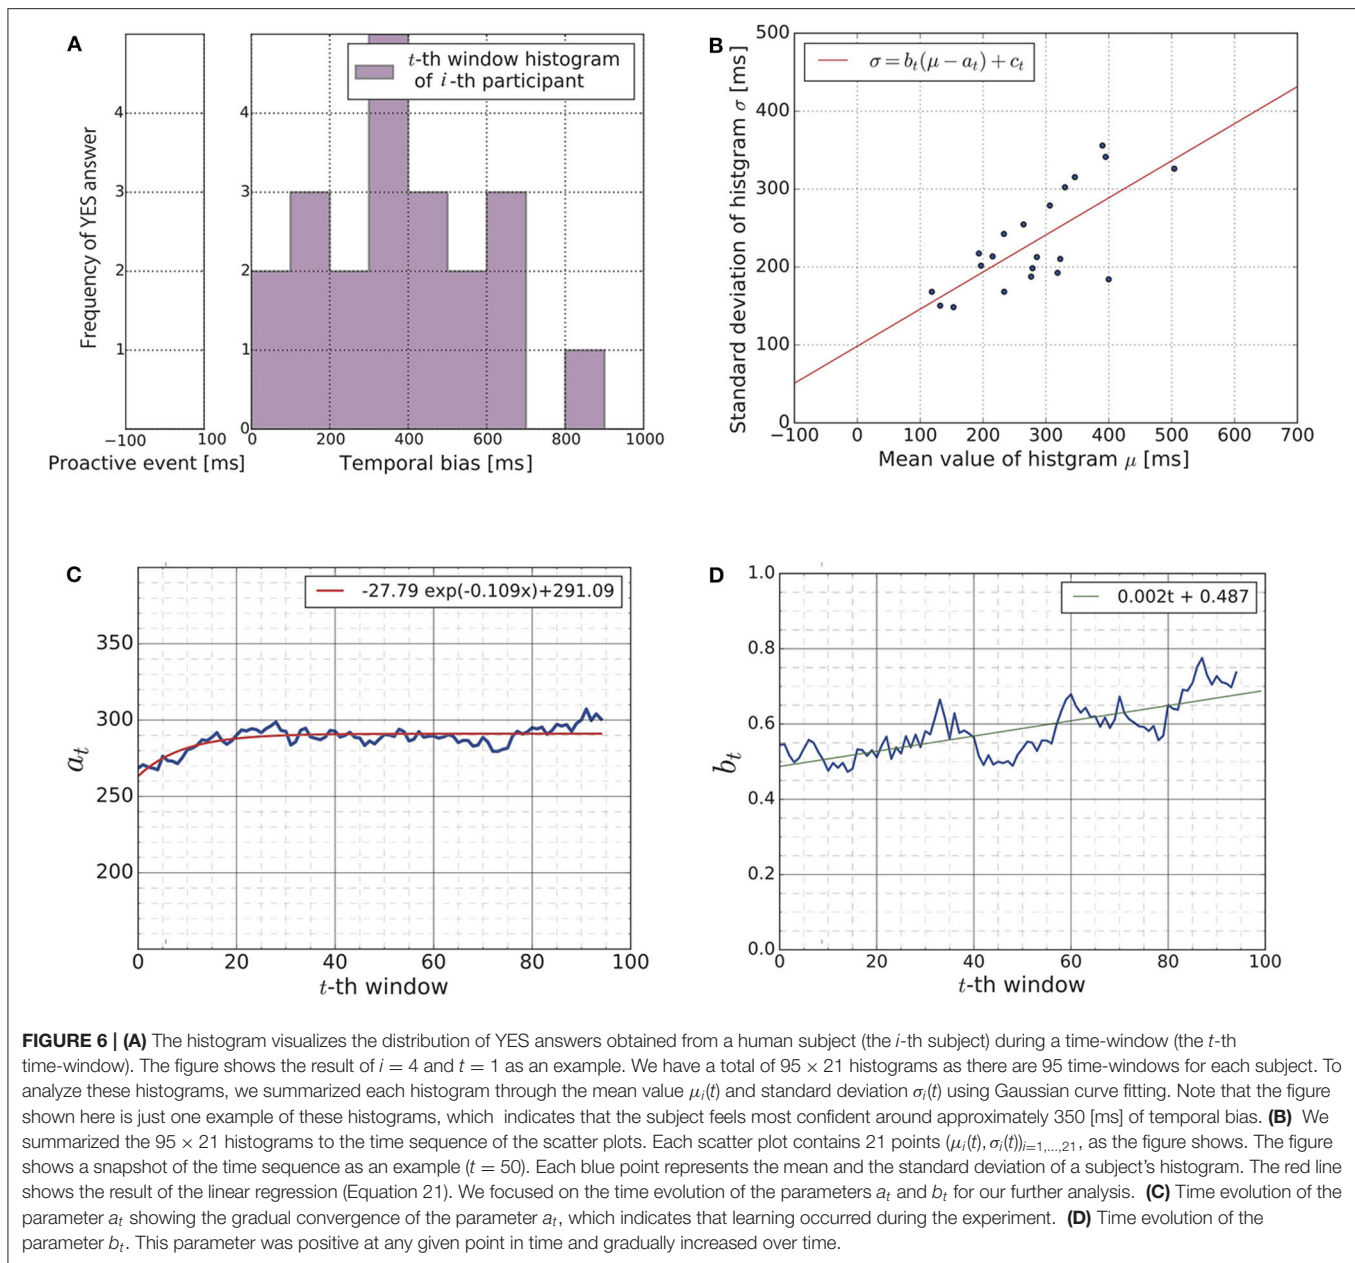 A
t-th window histogram
of i-th participant
Frequency of YES answer
4
3
2
1
−100
100
Proactive event [ms]
4
3
2
1
0
0
200
400
600
800
1000
Temporal bias [ms]
B
σ = b_t(μ − a_t) + c_t
Standard deviation of histgram σ [ms]
500
400
300
200
100
0
−100
0
100
200
300
400
500
600
700
Mean value of histgram μ [ms]
C
-27.79 exp(-0.109x)+291.09
a_t
350
300
250
200
0
20
40
60
80
100
t-th window
D
0.002t + 0.487
b_t
1.0
0.8
0.6
0.4
0.2
0.0
0
20
40
60
80
100
t-th window
FIGURE 6 | (A) The histogram visualizes the distribution of YES answers obtained from a human subject (the i-th subject) during a time-window (the t-th
time-window). The figure shows the result of i = 4 and t = 1 as an example. We have a total of 95 × 21 histograms as there are 95 time-windows for each subject. To
analyze these histograms, we summarized each histogram through the mean value μi(t) and standard deviation σi(t) using Gaussian curve fitting. Note that the figure
shown here is just one example of these histograms, which indicates that the subject feels most confident around approximately 350 [ms] of temporal bias. (B) We
summarized the 95 × 21 histograms to the time sequence of the scatter plots. Each scatter plot contains 21 points (μi(t), σi(t))i=1,...,21, as the figure shows. The figure
shows a snapshot of the time sequence as an example (t = 50). Each blue point represents the mean and the standard deviation of a subject's histogram. The red line
shows the result of the linear regression (Equation 21). We focused on the time evolution of the parameters at and bt for our further analysis. (C) Time evolution of the
parameter at showing the gradual convergence of the parameter at, which indicates that learning occurred during the experiment. (D) Time evolution of the
parameter bt. This parameter was positive at any given point in time and gradually increased over time.